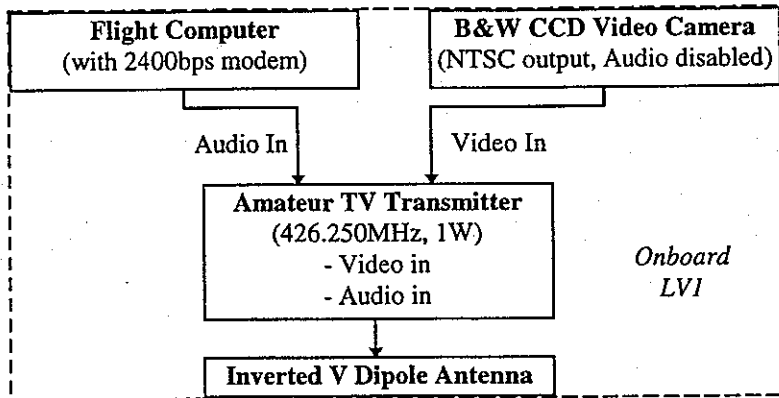 Flight Computer
(with 2400bps modem)
B&W CCD Video Camera
(NTSC output, Audio disabled)
Audio In
Video In
Amateur TV Transmitter
(426.250MHz, 1W)
- Video in
- Audio in
Onboard
LV1
Inverted V Dipole Antenna